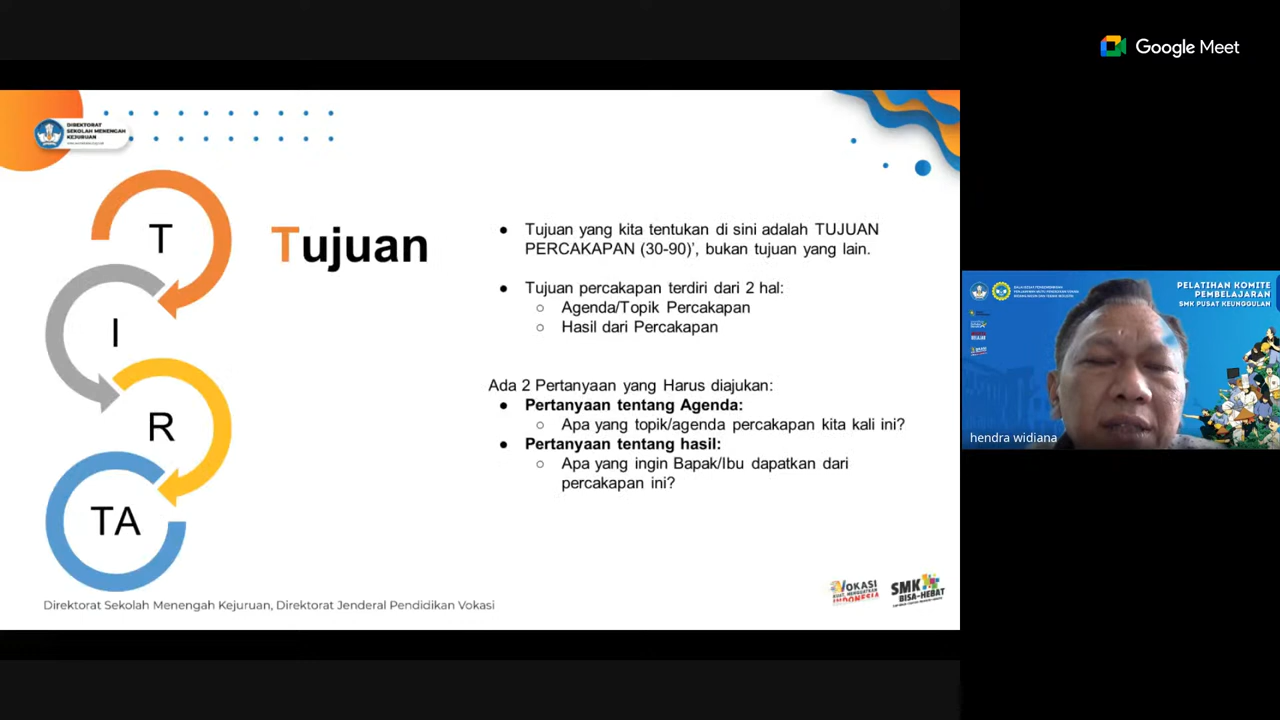 Google Meet
DIREKTORAT
SEKOLAH MENENGAH
KEJURUAN
T
I
R
TA
Tujuan
● Tujuan yang kita tentukan di sini adalah TUJUAN
PERCAKAPAN (30-90)’, bukan tujuan yang lain.
● Tujuan percakapan terdiri dari 2 hal:
○ Agenda/Topik Percakapan
○ Hasil dari Percakapan
Ada 2 Pertanyaan yang Harus diajukan:
● Pertanyaan tentang Agenda:
○ Apa yang topik/agenda percakapan kita kali ini?
● Pertanyaan tentang hasil:
○ Apa yang ingin Bapak/Ibu dapatkan dari
percakapan ini?
Direktorat Sekolah Menengah Kejuruan, Direktorat Jenderal Pendidikan Vokasi
VOKASI
INDONESIA
SMK
BISA-HEBAT
PELATIHAN KOMITE
PEMBELAJARAN
SMK PUSAT KEUNGGULAN
hendra widiana